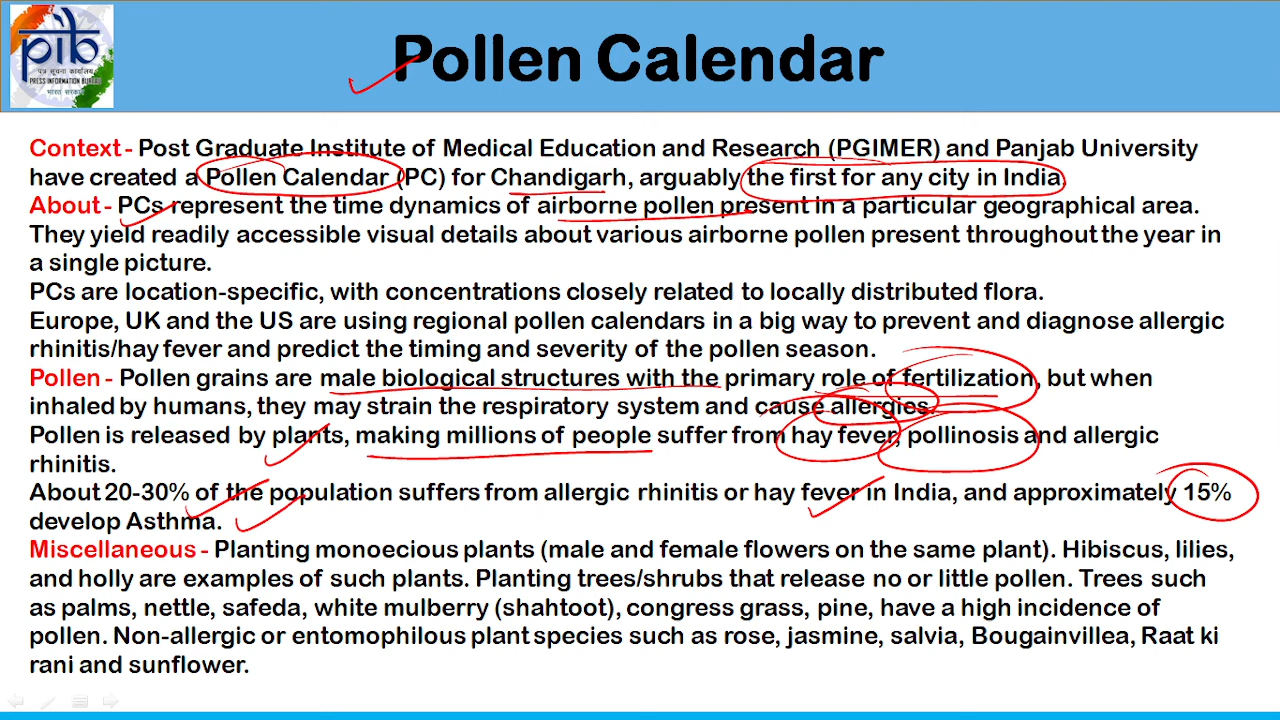 pib
पत्र सूचना कार्यालय
PRESS INFORMATION BUREAU
भारत सरकार
Pollen Calendar
Context - Post Graduate Institute of Medical Education and Research (PGIMER) and Panjab University
have created a Pollen Calendar (PC) for Chandigarh, arguably the first for any city in India.
About - PCs represent the time dynamics of airborne pollen present in a particular geographical area.
They yield readily accessible visual details about various airborne pollen present throughout the year in
a single picture.
PCs are location-specific, with concentrations closely related to locally distributed flora.
Europe, UK and the US are using regional pollen calendars in a big way to prevent and diagnose allergic
rhinitis/hay fever and predict the timing and severity of the pollen season.
Pollen - Pollen grains are male biological structures with the primary role of fertilization, but when
inhaled by humans, they may strain the respiratory system and cause allergies.
Pollen is released by plants, making millions of people suffer from hay fever, pollinosis and allergic
rhinitis.
About 20-30% of the population suffers from allergic rhinitis or hay fever in India, and approximately 15%
develop Asthma.
Miscellaneous - Planting monoecious plants (male and female flowers on the same plant). Hibiscus, lilies,
and holly are examples of such plants. Planting trees/shrubs that release no or little pollen. Trees such
as palms, nettle, safeda, white mulberry (shahtoot), congress grass, pine, have a high incidence of
pollen. Non-allergic or entomophilous plant species such as rose, jasmine, salvia, Bougainvillea, Raat ki
rani and sunflower.